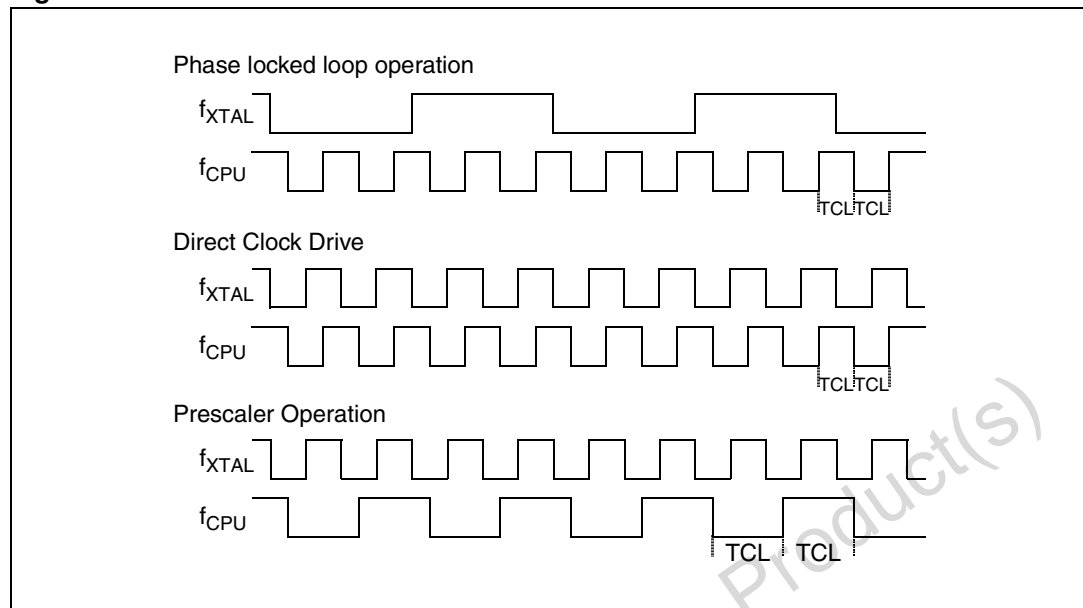 Phase locked loop operation
fXTAL
fCPU
TCL TCL
Direct Clock Drive
fXTAL
fCPU
TCL TCL
Prescaler Operation
fXTAL
fCPU
TCL TCL
Product(s)